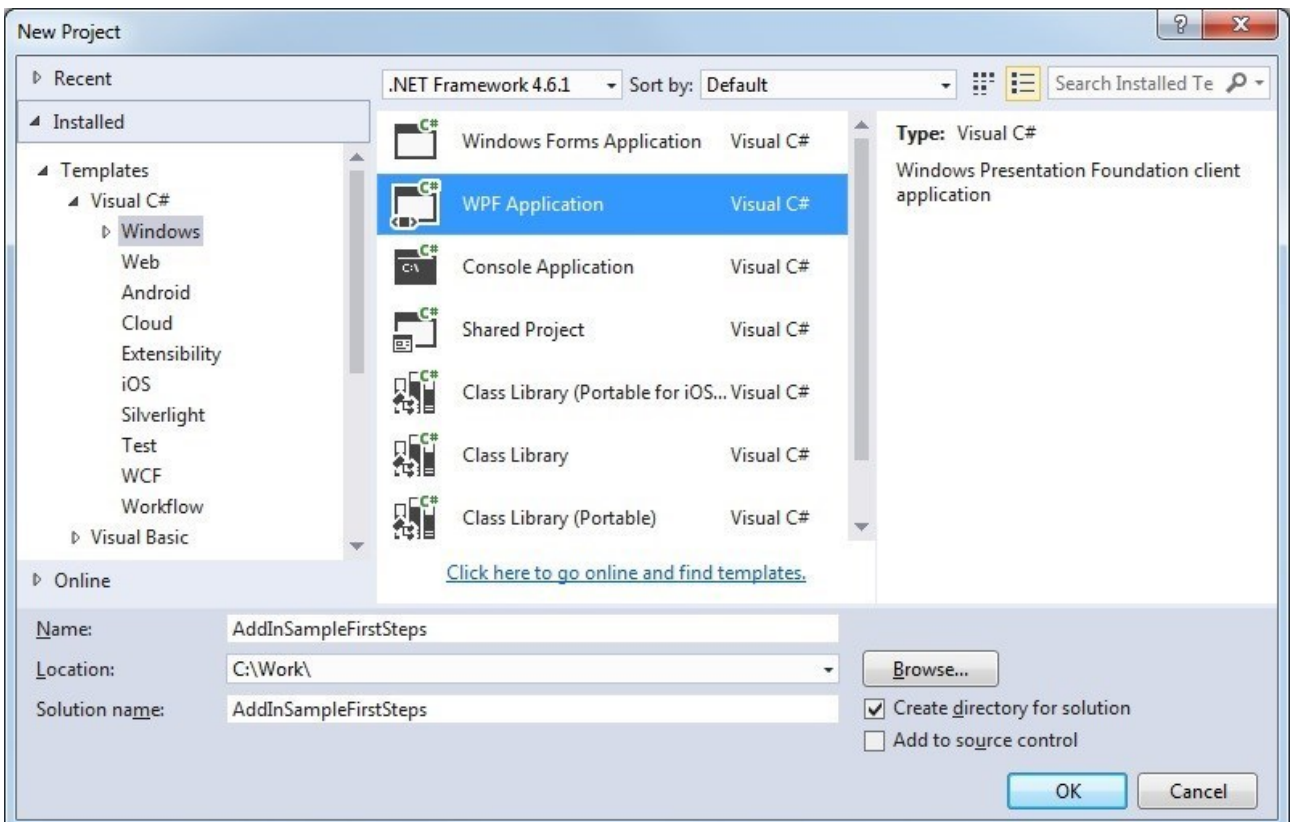 New Project
Recent
Installed
Templates
Visual C#
Windows
Web
Android
Cloud
Extensibility
iOS
Silverlight
Test
WCF
Workflow
Visual Basic
Online
.NET Framework 4.6.1 Sort by: Default Search Installed Te
Windows Forms Application Visual C#
WPF Application Visual C#
Console Application Visual C#
Shared Project Visual C#
Class Library (Portable for iOS... Visual C#
Class Library Visual C#
Class Library (Portable) Visual C#
Click here to go online and find templates.
Type: Visual C#
Windows Presentation Foundation client
application
Name: AddInSampleFirstSteps
Location: C:\Work\ Browse...
Solution name: AddInSampleFirstSteps
Create directory for solution
Add to source control
OK Cancel